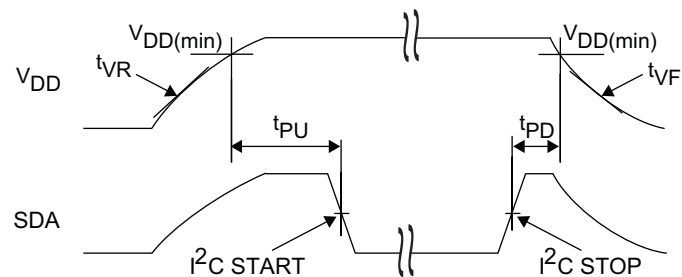 VDD(min) VDD(min)
tVR tVF
VDD
tPU tPD
SDA
I2C START I2C STOP